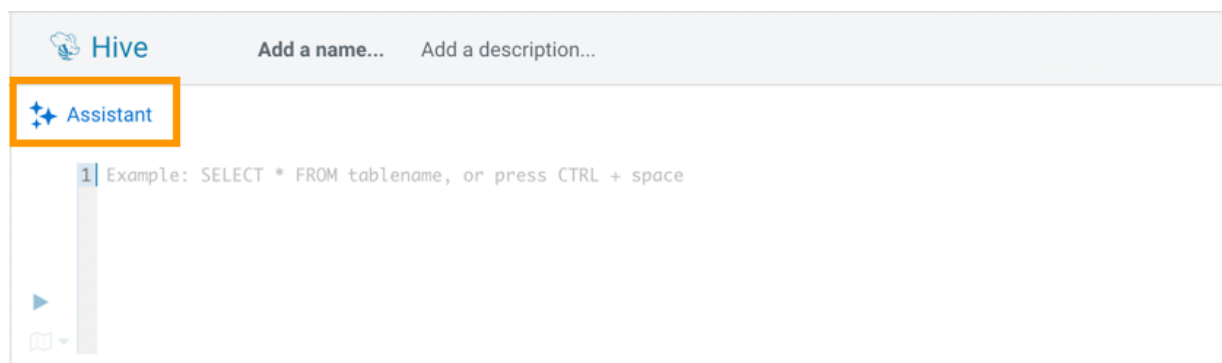 Hive Add a name... Add a description...
Assistant
1 Example: SELECT * FROM tablename, or press CTRL + space